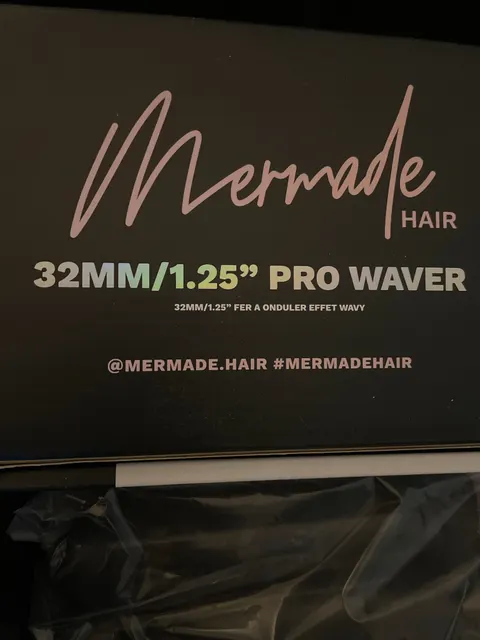 Mermade
HAIR
32MM/1.25” PRO WAVER
32MM/1.25” FER A ONDULER EFFET WAVY
@MERMADE.HAIR #MERMADEHAIR